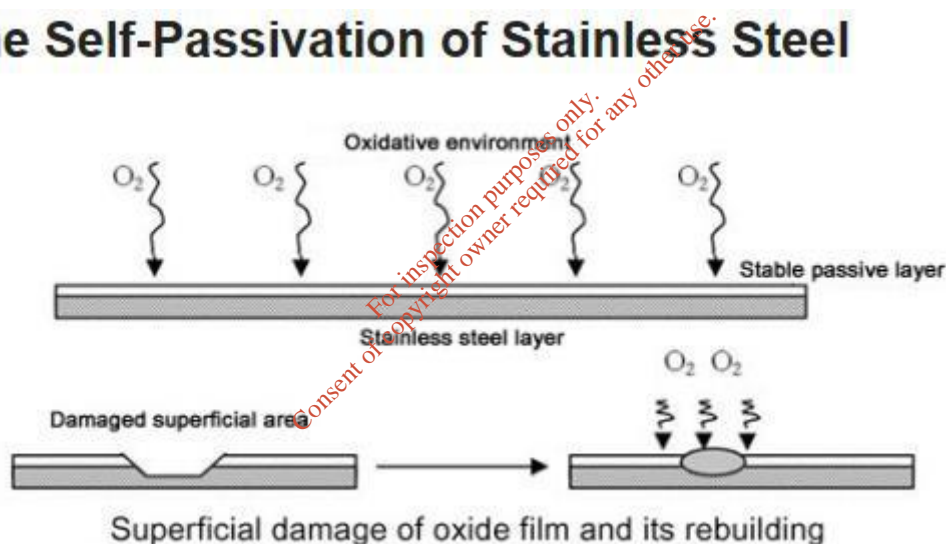 e Self-Passivation of Stainless Steel
Oxidative environment
O₂ O₂ O₂ O₂ O₂
Stable passive layer
Stainless steel layer
O₂ O₂
Damaged superficial area
Superficial damage of oxide film and its rebuilding
For inspection purposes only.
Consent of copyright owner required for any other use.